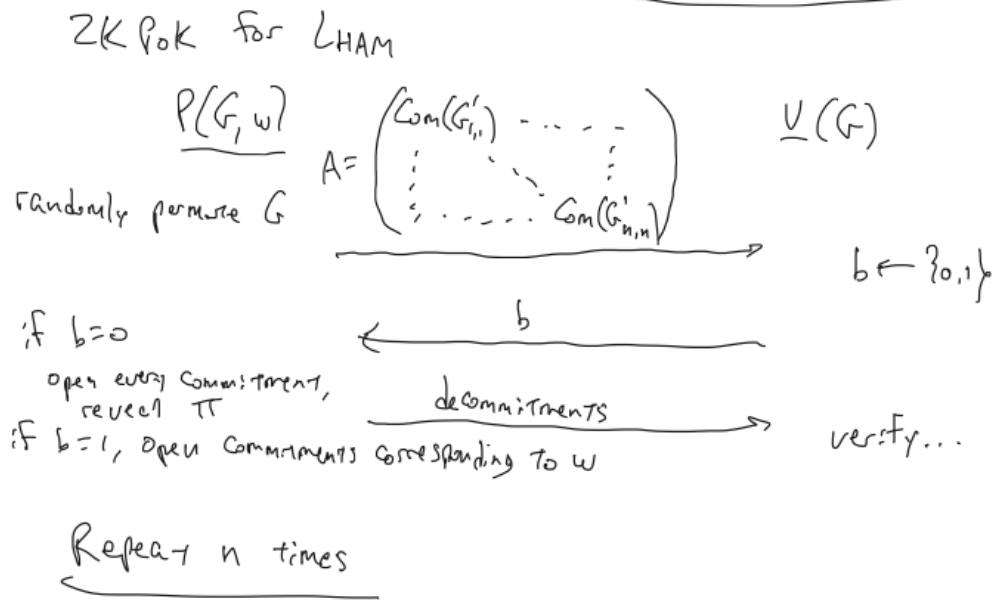 ZK PoK for L_HAM
P(G, w)
A = ( Com(G'_{1,1}) ... Com(G'_{n,n}) )
V(G)
randomly permute G
b ← {0,1}
b
if b=0
open every commitment,
reveal π
decommitments
if b=1, open commitments corresponding to w
verify...
Repeat n times